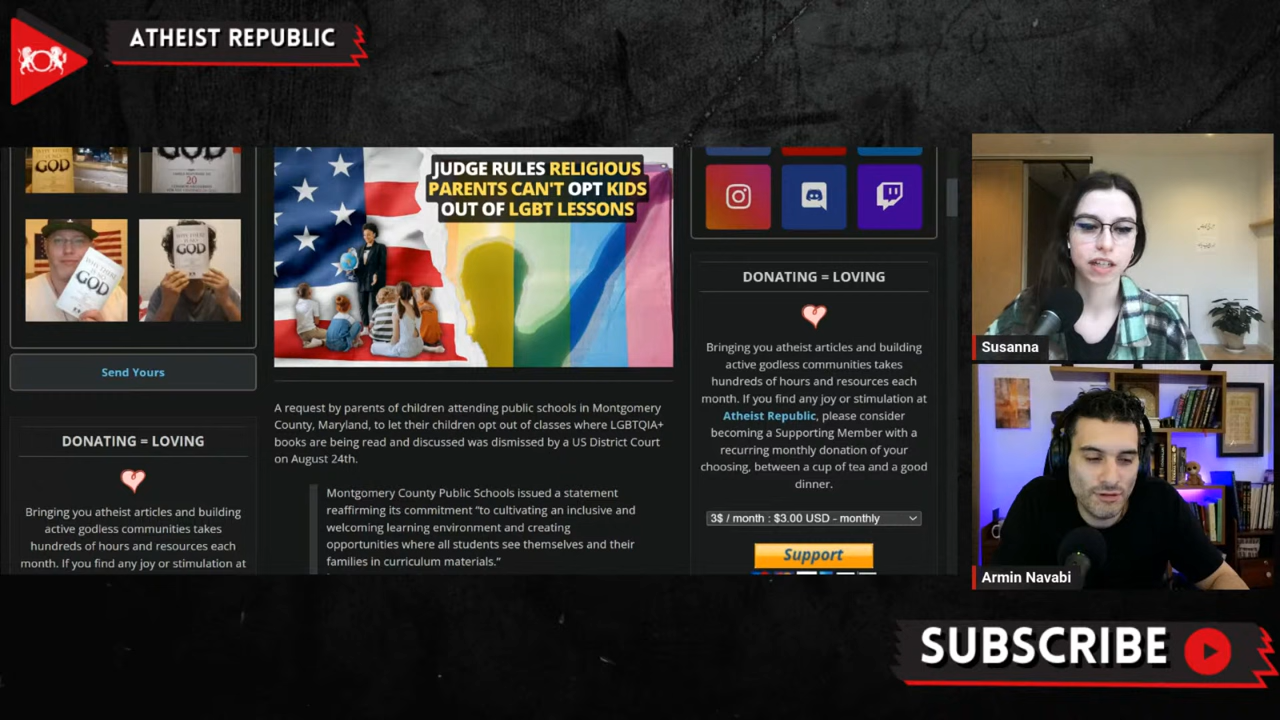 ATHEIST REPUBLIC
GOD
GOD
20
GOD
Send Yours
DONATING = LOVING
Bringing you atheist articles and building
active godless communities takes
hundreds of hours and resources each
month. If you find any joy or stimulation at
JUDGE RULES RELIGIOUS
PARENTS CAN'T OPT KIDS
OUT OF LGBT LESSONS
A request by parents of children attending public schools in Montgomery
County, Maryland, to let their children opt out of classes where LGBTQIA+
books are being read and discussed was dismissed by a US District Court
on August 24th.
Montgomery County Public Schools issued a statement
reaffirming its commitment “to cultivating an inclusive and
welcoming learning environment and creating
opportunities where all students see themselves and their
families in curriculum materials.”
DONATING = LOVING
Bringing you atheist articles and building
active godless communities takes
hundreds of hours and resources each
month. If you find any joy or stimulation at
Atheist Republic, please consider
becoming a Supporting Member with a
recurring monthly donation of your
choosing, between a cup of tea and a good
dinner.
3$ / month : $3.00 USD - monthly
Support
Susanna
Armin Navabi
SUBSCRIBE